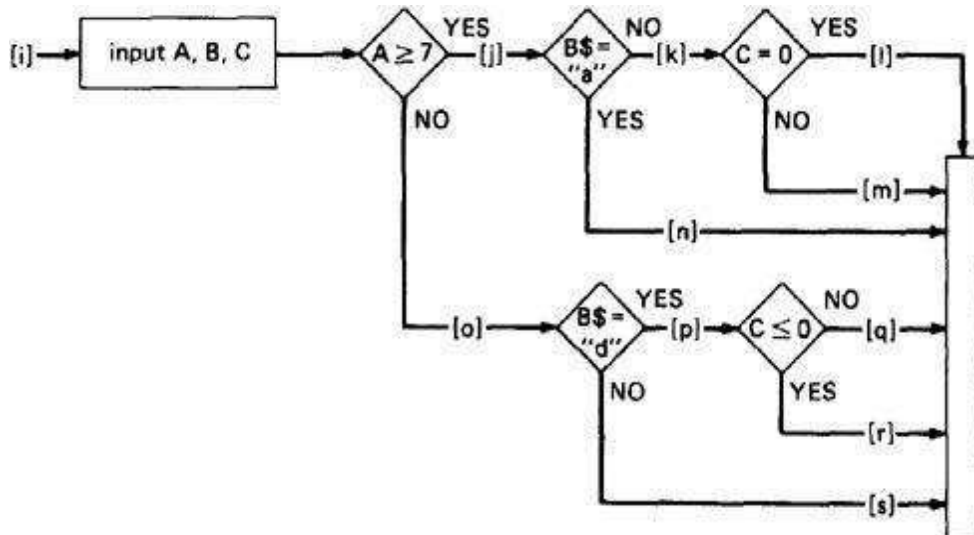 [i]
input A, B, C
A ≥ 7
YES
[j]
NO
B$ =
"a"
NO
[k]
YES
C = 0
YES
[l]
NO
[m]
[n]
[o]
B$ =
"d"
YES
[p]
NO
C ≤ 0
NO
[q]
YES
[r]
[s]